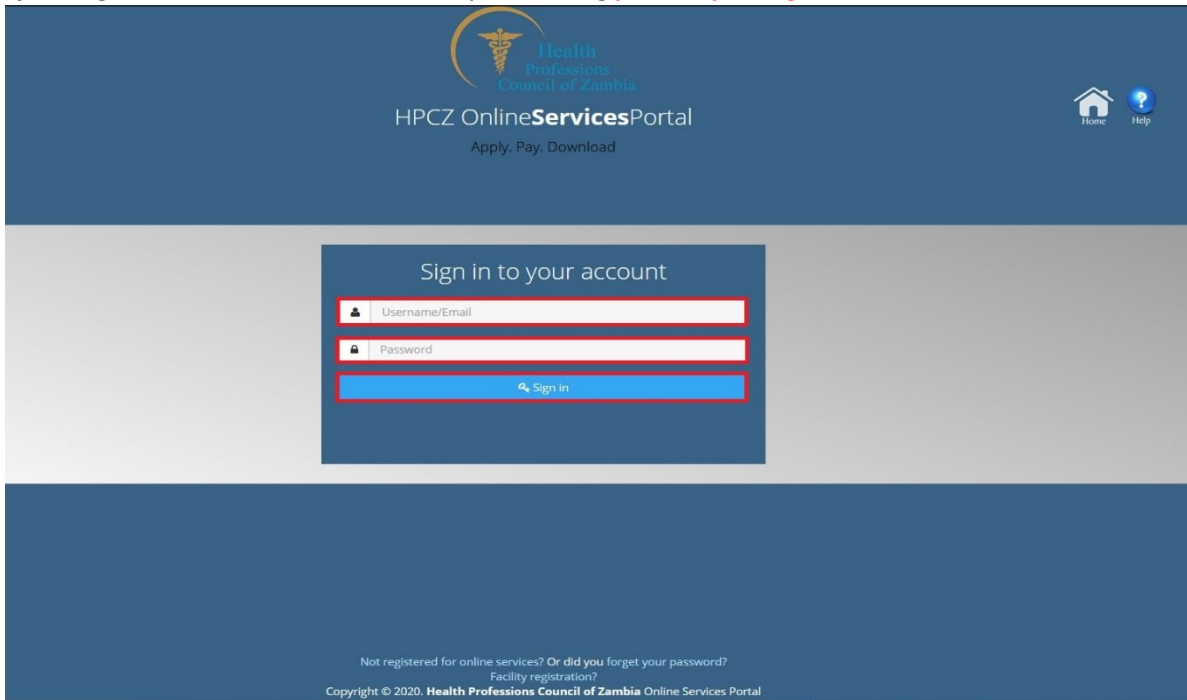 Health
Professions
Council of Zambia
HPCZ OnlineServicesPortal
Apply. Pay. Download
Home
Help
Sign in to your account
Username/Email
Password
Sign in
Not registered for online services? Or did you forget your password?
Facility registration?
Copyright © 2020. Health Professions Council of Zambia Online Services Portal